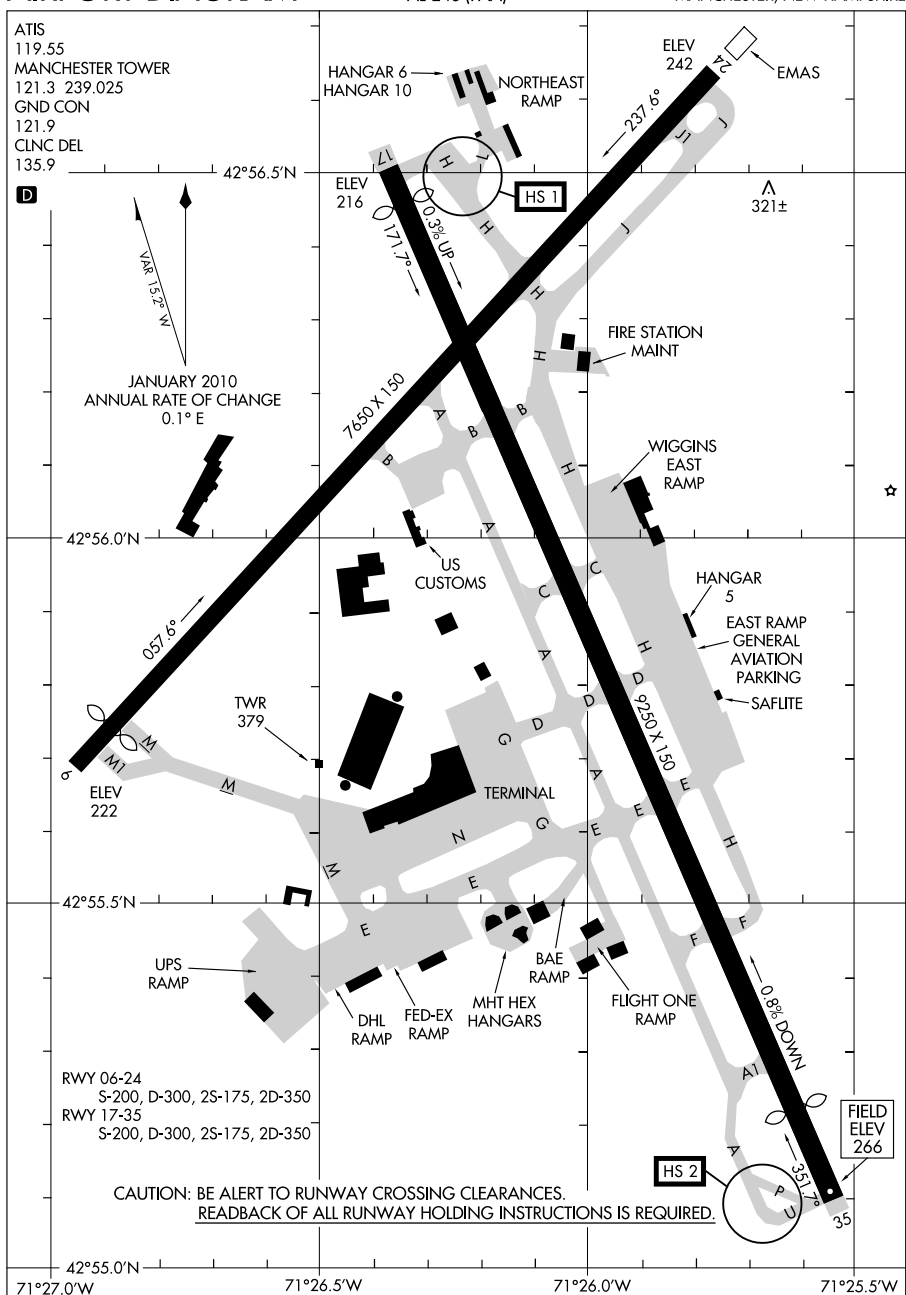 ATIS
119.55
MANCHESTER TOWER
121.3 239.025
GND CON
121.9
CLNC DEL
135.9
D
HANGAR 6
HANGAR 10
NORTHEAST
RAMP
ELEV
242
24
EMAS
237.6°
J1
J
42°56.5'N
17
ELEV
216
H
L
HS 1
321±
0.3% UP
171.7°
H
J
VAR 15.2° W
H
JANUARY 2010
ANNUAL RATE OF CHANGE
0.1° E
FIRE STATION
MAINT
H
7650 X 150
A
B
B
B
H
WIGGINS
EAST
RAMP
42°56.0'N
A
US
CUSTOMS
C
C
HANGAR
5
057.6°
EAST RAMP
GENERAL
AVIATION
PARKING
A
H
D
SAFLITE
TWR
379
D
D
G
9250 X 150
M
M1
6
ELEV
222
M
A
E
TERMINAL
E
N
G
E
E
H
M
E
42°55.5'N
E
F
F
UPS
RAMP
DHL
RAMP
FED-EX
RAMP
MHT HEX
HANGARS
BAE
RAMP
FLIGHT ONE
RAMP
0.8% DOWN
RWY 06-24
S-200, D-300, 2S-175, 2D-350
RWY 17-35
S-200, D-300, 2S-175, 2D-350
A1
FIELD
ELEV
266
A
HS 2
351.7°
P
U
35
CAUTION: BE ALERT TO RUNWAY CROSSING CLEARANCES.
READBACK OF ALL RUNWAY HOLDING INSTRUCTIONS IS REQUIRED.
42°55.0'N
71°27.0'W
71°26.5'W
71°26.0'W
71°25.5'W